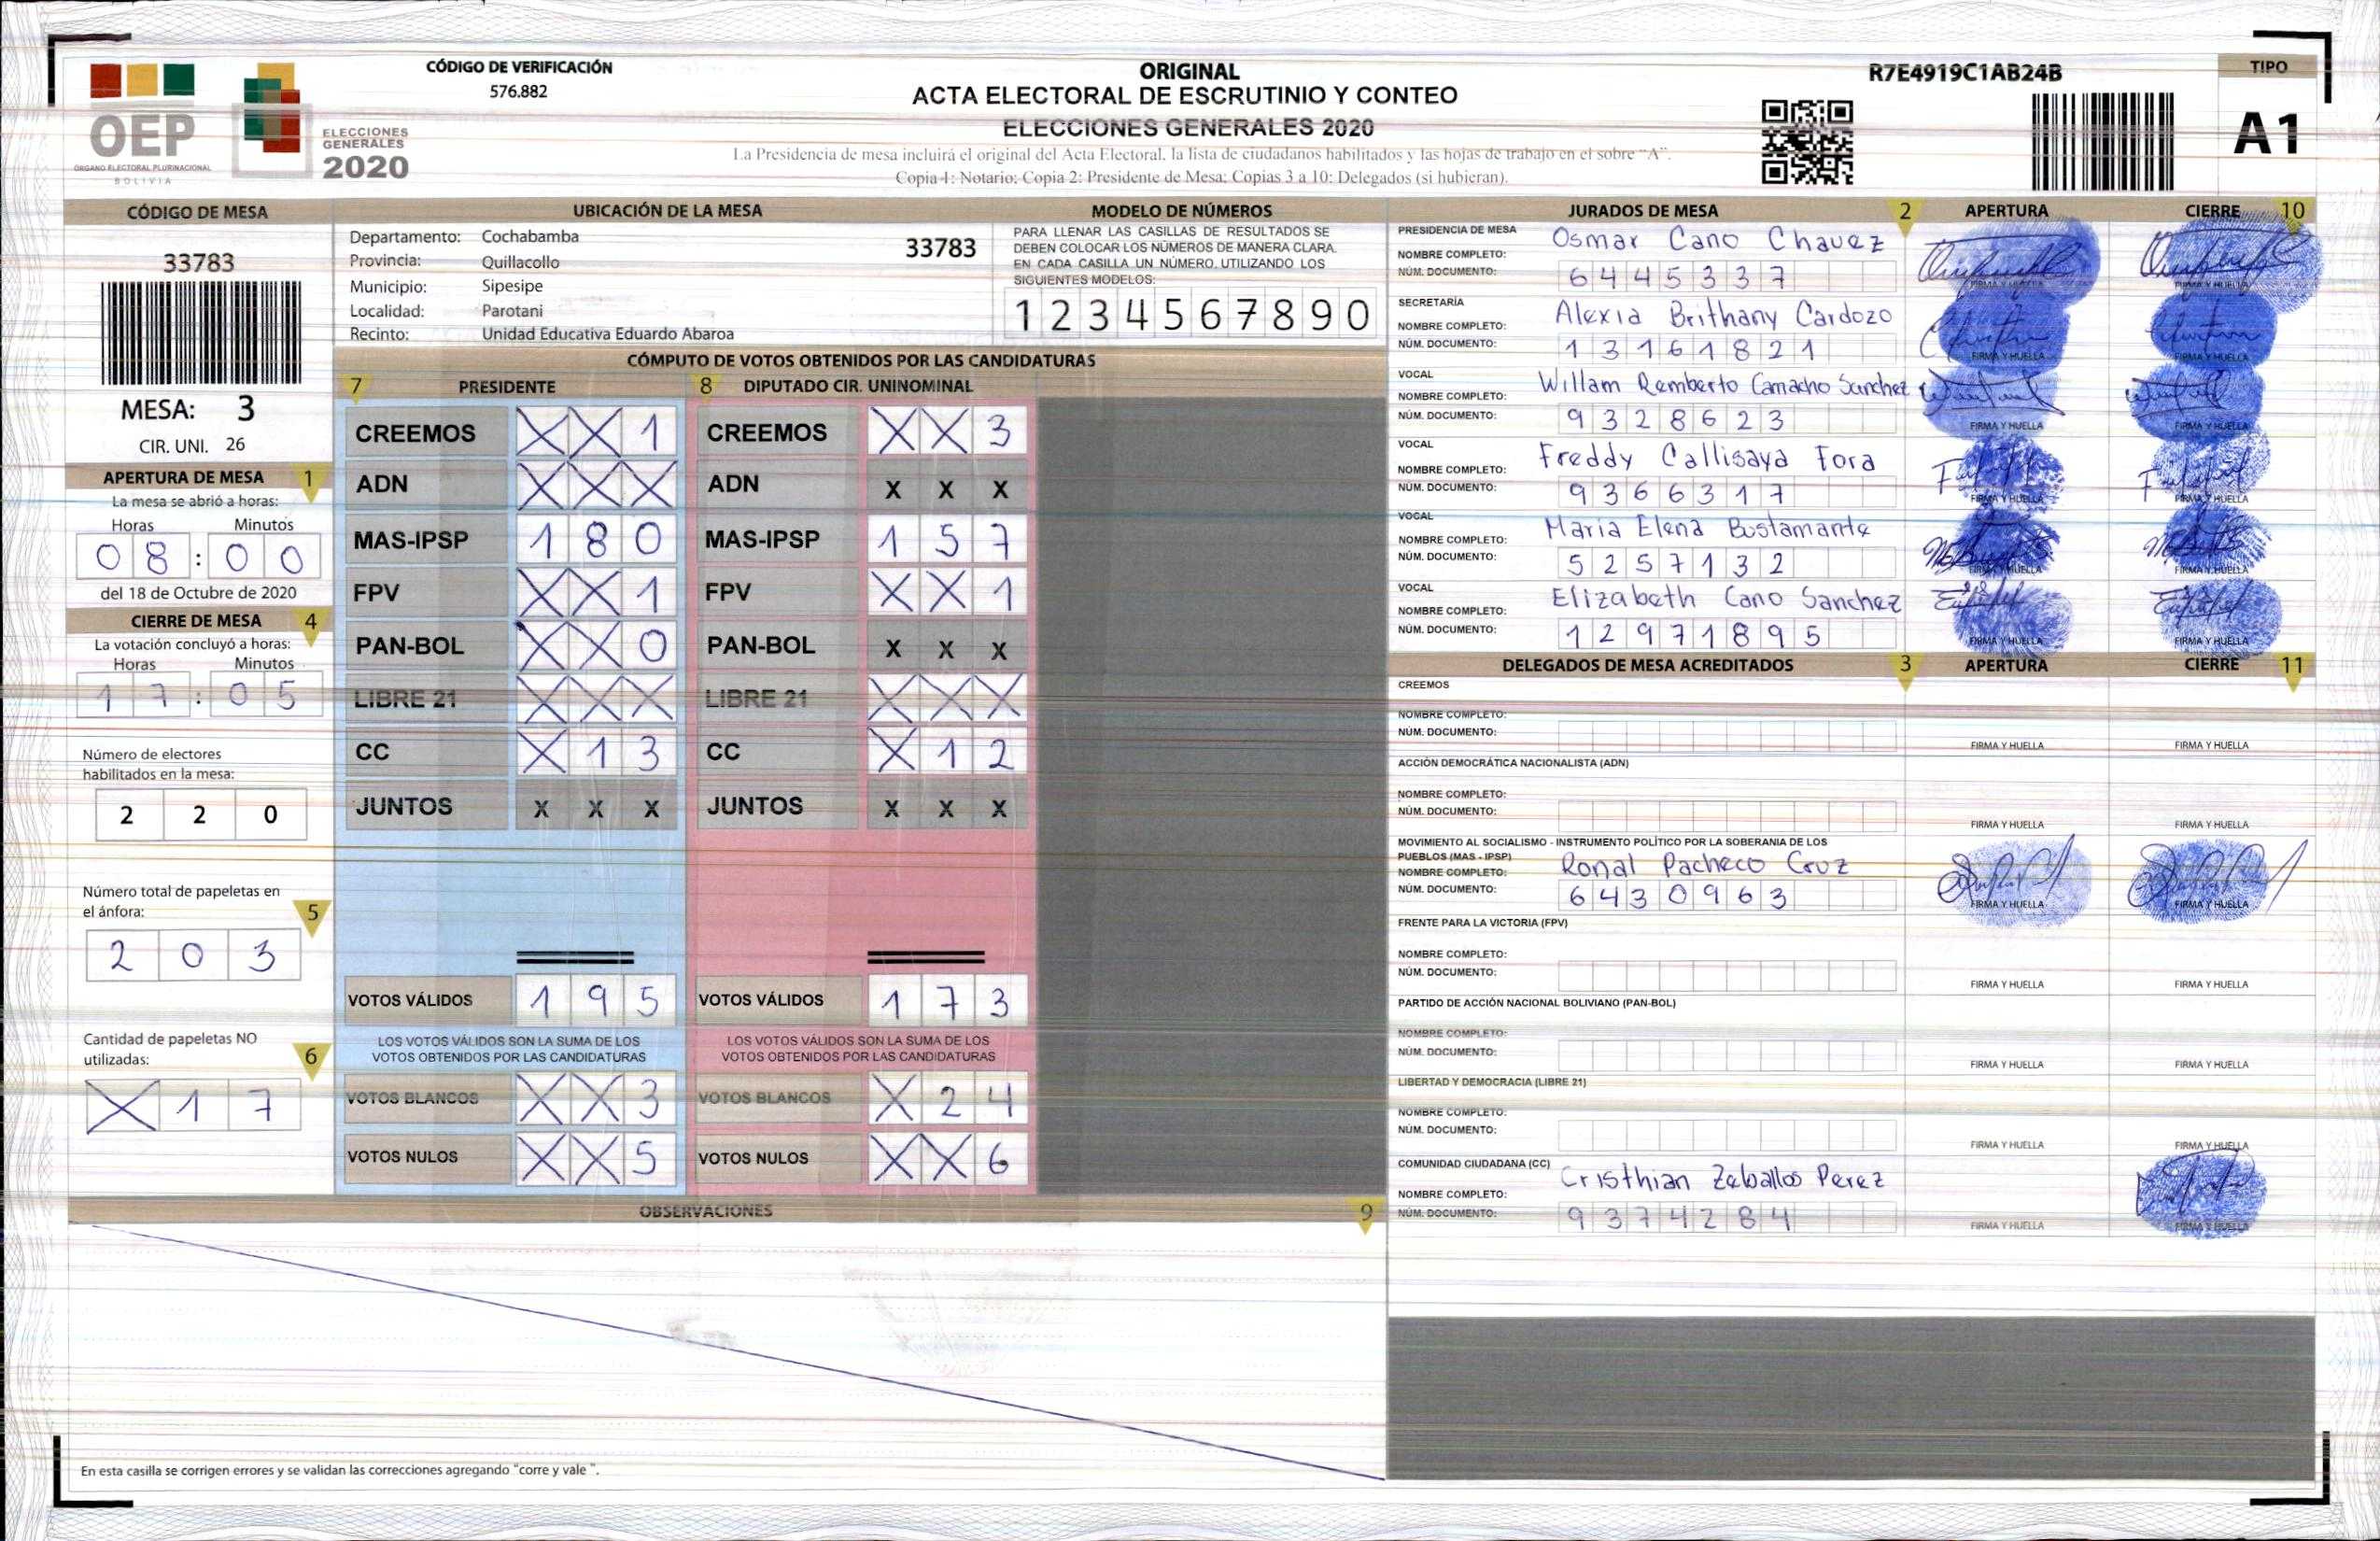 OEP
ÓRGANO ELECTORAL PLURINACIONAL
BOLIVIA
ELECCIONES
GENERALES
2020
CÓDIGO DE VERIFICACIÓN
576.882
ORIGINAL
ACTA ELECTORAL DE ESCRUTINIO Y CONTEO
ELECCIONES GENERALES 2020
La Presidencia de mesa incluirá el original del Acta Electoral, la lista de ciudadanos habilitados y las hojas de trabajo en el sobre "A".
Copia 1: Notario; Copia 2: Presidente de Mesa; Copias 3 a 10: Delegados (si hubieran).
R7E4919C1AB24B
TIPO
A1
CÓDIGO DE MESA
33783
MESA: 3
CIR. UNI. 26
APERTURA DE MESA 1
La mesa se abrió a horas:
Horas Minutos
08:00
del 18 de Octubre de 2020
CIERRE DE MESA 4
La votación concluyó a horas:
Horas Minutos
17:05
Número de electores
habilitados en la mesa:
2 2 0
Número total de papeletas en
el ánfora: 5
2 0 3
Cantidad de papeletas NO
utilizadas: 6
X 1 7
UBICACIÓN DE LA MESA
Departamento: Cochabamba 33783
Provincia: Quillacollo
Municipio: Sipesipe
Localidad: Parotani
Recinto: Unidad Educativa Eduardo Abaroa
MODELO DE NÚMEROS
PARA LLENAR LAS CASILLAS DE RESULTADOS SE
DEBEN COLOCAR LOS NÚMEROS DE MANERA CLARA.
EN CADA CASILLA UN NÚMERO, UTILIZANDO LOS
SIGUIENTES MODELOS:
1 2 3 4 5 6 7 8 9 0
CÓMPUTO DE VOTOS OBTENIDOS POR LAS CANDIDATURAS
7 PRESIDENTE 8 DIPUTADO CIR. UNINOMINAL
CREEMOS X X 1 CREEMOS X X 3
ADN X X X ADN X X X
MAS-IPSP 1 8 0 MAS-IPSP 1 5 7
FPV X X 1 FPV X X 1
PAN-BOL X X 0 PAN-BOL X X X
LIBRE 21 X X X LIBRE 21 X X X
CC X 1 3 CC X 1 2
JUNTOS X X X JUNTOS X X X
VOTOS VÁLIDOS 1 9 5 VOTOS VÁLIDOS 1 7 3
LOS VOTOS VÁLIDOS SON LA SUMA DE LOS LOS VOTOS VÁLIDOS SON LA SUMA DE LOS
VOTOS OBTENIDOS POR LAS CANDIDATURAS VOTOS OBTENIDOS POR LAS CANDIDATURAS
VOTOS BLANCOS X X 3 VOTOS BLANCOS X 2 4
VOTOS NULOS X X 5 VOTOS NULOS X X 6
OBSERVACIONES 9
En esta casilla se corrigen errores y se validan las correcciones agregando "corre y vale ".
JURADOS DE MESA 2 APERTURA CIERRE 10
PRESIDENCIA DE MESA
NOMBRE COMPLETO: Osmar Cano Chavez
NÚM. DOCUMENTO: 6445337 FIRMA Y HUELLA FIRMA Y HUELLA
SECRETARÍA
NOMBRE COMPLETO: Alexia Brithany Cardozo
NÚM. DOCUMENTO: 13161821 FIRMA Y HUELLA FIRMA Y HUELLA
VOCAL
NOMBRE COMPLETO: Willam Remberto Camacho Sanchez
NÚM. DOCUMENTO: 9328623 FIRMA Y HUELLA FIRMA Y HUELLA
VOCAL
NOMBRE COMPLETO: Freddy Callisaya Fora
NÚM. DOCUMENTO: 9366317 FIRMA Y HUELLA FIRMA Y HUELLA
VOCAL
NOMBRE COMPLETO: Maria Elena Bustamante
NÚM. DOCUMENTO: 5257132 FIRMA Y HUELLA FIRMA Y HUELLA
VOCAL
NOMBRE COMPLETO: Elizabeth Cano Sanchez
NÚM. DOCUMENTO: 12971895 FIRMA Y HUELLA FIRMA Y HUELLA
DELEGADOS DE MESA ACREDITADOS 3 APERTURA CIERRE 11
CREEMOS
NOMBRE COMPLETO:
NÚM. DOCUMENTO: FIRMA Y HUELLA FIRMA Y HUELLA
ACCIÓN DEMOCRÁTICA NACIONALISTA (ADN)
NOMBRE COMPLETO:
NÚM. DOCUMENTO: FIRMA Y HUELLA FIRMA Y HUELLA
MOVIMIENTO AL SOCIALISMO - INSTRUMENTO POLÍTICO POR LA SOBERANIA DE LOS
PUEBLOS (MAS - IPSP)
NOMBRE COMPLETO: Ronal Pacheco Cruz
NÚM. DOCUMENTO: 6430963 FIRMA Y HUELLA FIRMA Y HUELLA
FRENTE PARA LA VICTORIA (FPV)
NOMBRE COMPLETO:
NÚM. DOCUMENTO: FIRMA Y HUELLA FIRMA Y HUELLA
PARTIDO DE ACCIÓN NACIONAL BOLIVIANO (PAN-BOL)
NOMBRE COMPLETO:
NÚM. DOCUMENTO: FIRMA Y HUELLA FIRMA Y HUELLA
LIBERTAD Y DEMOCRACIA (LIBRE 21)
NOMBRE COMPLETO:
NÚM. DOCUMENTO: FIRMA Y HUELLA FIRMA Y HUELLA
COMUNIDAD CIUDADANA (CC)
NOMBRE COMPLETO: Cristhian Zeballos Perez
NÚM. DOCUMENTO: 9374284 FIRMA Y HUELLA FIRMA Y HUELLA